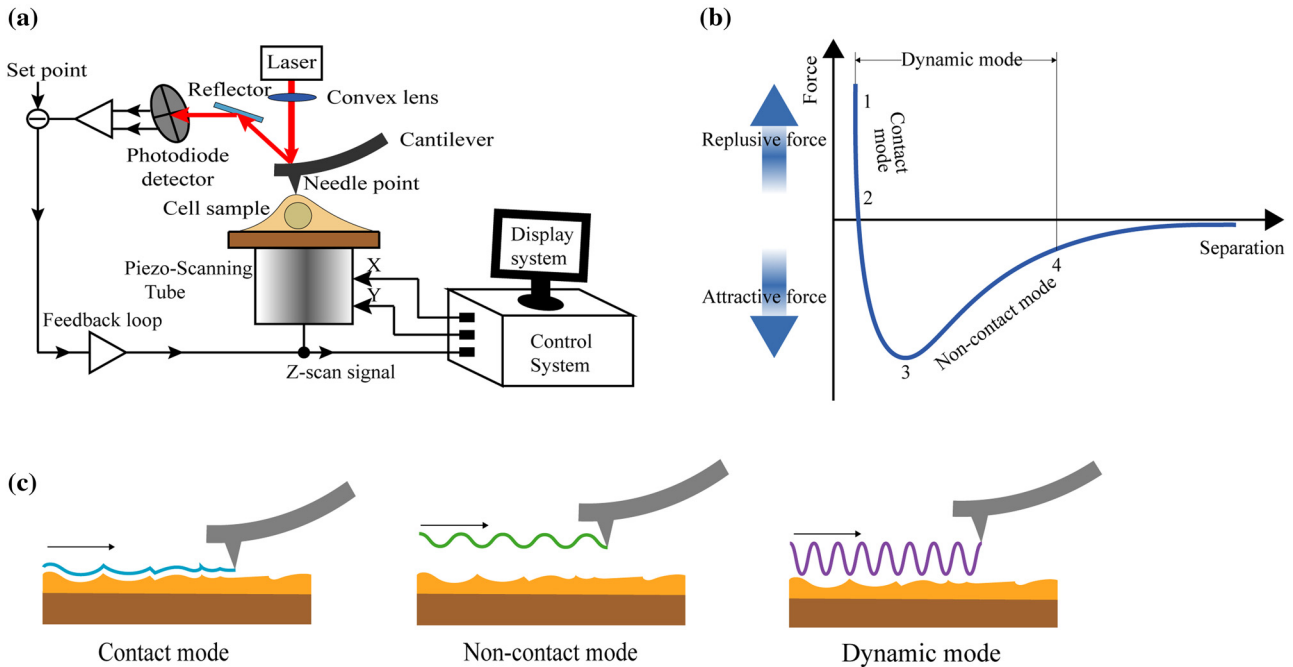 (a)
Set point
Laser
Reflector
Convex lens
Cantilever
Photodiode
detector
Needle point
Cell sample
Piezo-Scanning
Tube
X
Y
Display
system
Feedback loop
Control
System
Z-scan signal
(b)
Force
Dynamic mode
1
Contact
mode
Replusive force
2
Separation
4
Attractive force
Non-contact mode
3
(c)
Contact mode
Non-contact mode
Dynamic mode